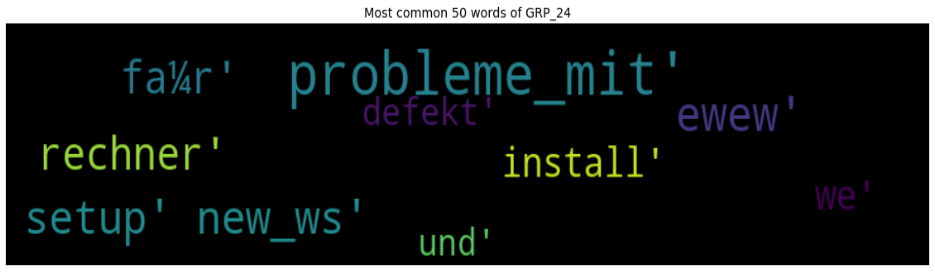 Most common 50 words of GRP_24
fa¼r' probleme_mit'
defekt' ewew'
rechner' install'
we'
setup' new_ws'
und'